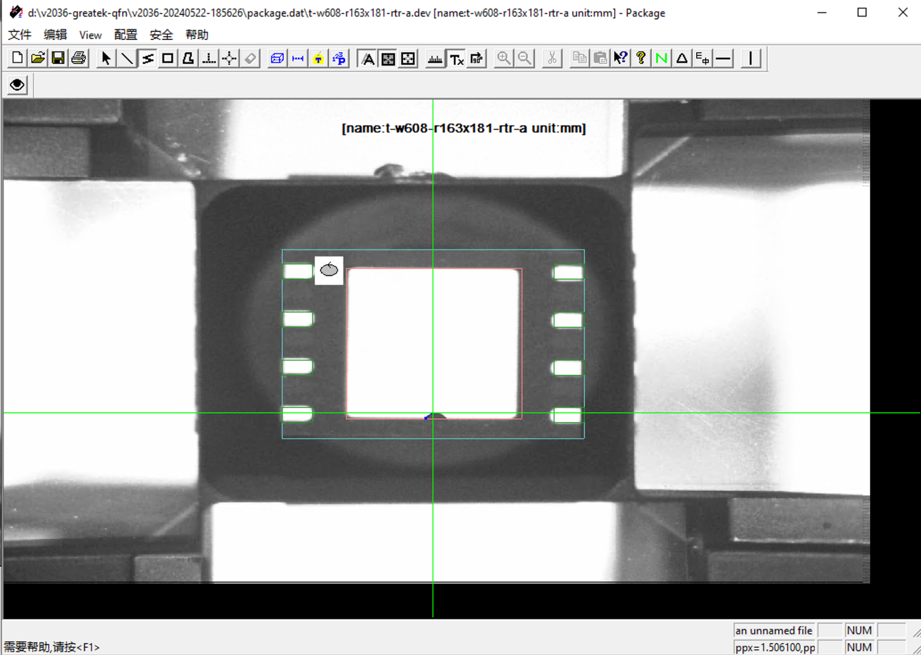 d:\v2036-greatek-qfn\v2036-20240522-185626\package.dat\t-w608-r163x181-rtr-a.dev [name:t-w608-r163x181-rtr-a unit:mm] - Package
文件 编辑 View 配置 安全 帮助
[name:t-w608-r163x181-rtr-a unit:mm]
an unnamed file NUM
需要帮助,请按<F1> ppx=1.506100,pp NUM